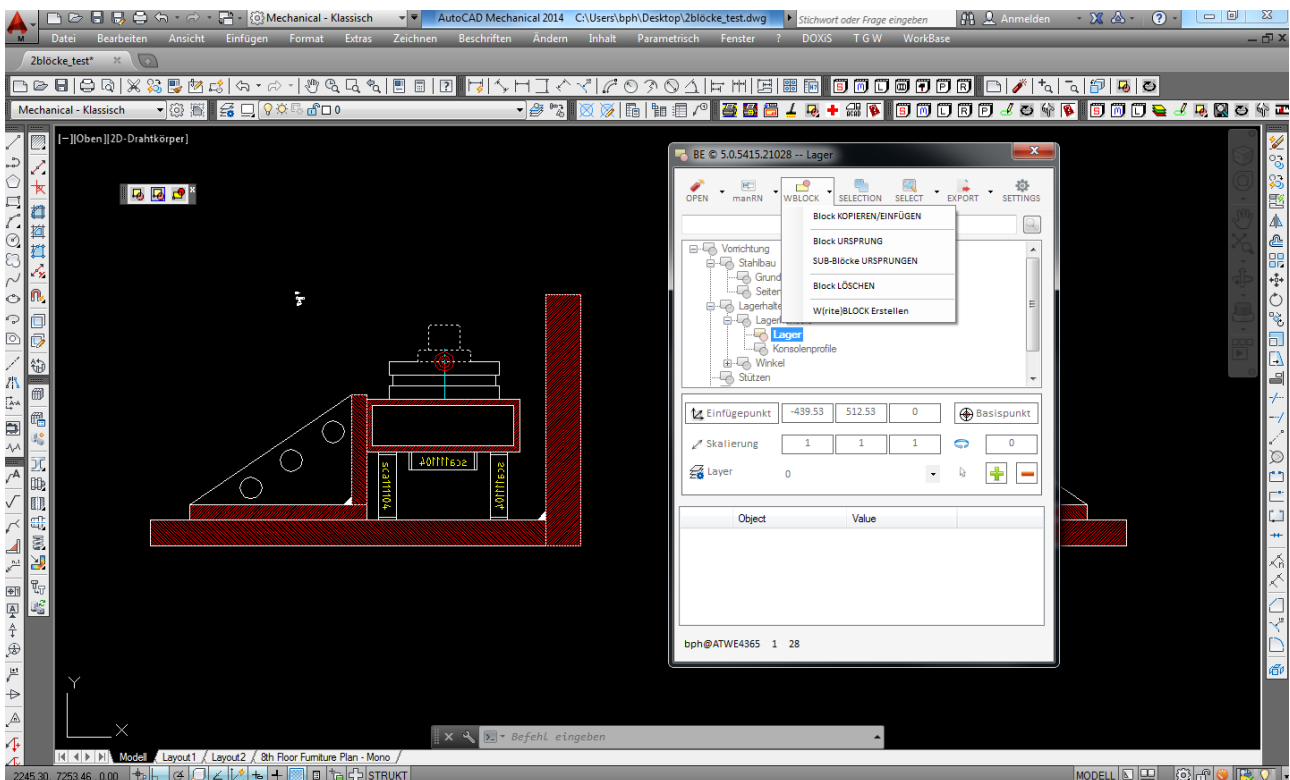 Mechanical - Klassisch
AutoCAD Mechanical 2014 C:\Users\bph\Desktop\2blöcke_test.dwg
Stichwort oder Frage eingeben
Anmelden
Datei Bearbeiten Ansicht Einfügen Format Extras Zeichnen Beschriften Ändern Inhalt Parametrisch Fenster ? DOXiS T G W WorkBase
2blöcke_test*
Mechanical - Klassisch
0
[−][Oben][2D-Drahtkörper]
BE © 5.0.5415.21028 -- Lager
OPEN manRN WBLOCK SELECTION SELECT EXPORT SETTINGS
Block KOPIEREN/EINFÜGEN
Block URSPRUNG
SUB-Blöcke URSPRUNGEN
Block LÖSCHEN
W(rite)BLOCK Erstellen
Vorrichtung
Stahlbau
Grund
Seiten
Lagerhalte
Lager
Konsolenprofile
Winkel
Stützen
Einfügepunkt -439.53 512.53 0 Basispunkt
Skalierung 1 1 1 0
Layer 0
Object Value
bph@ATWE4365 1 28
sca11104
sca11104
sca11104
Y
X
Befehl eingeben
Modell Layout1 Layout2 8th Floor Furniture Plan - Mono
2245.30, 7253.46, 0.00 STRUKT MODELL